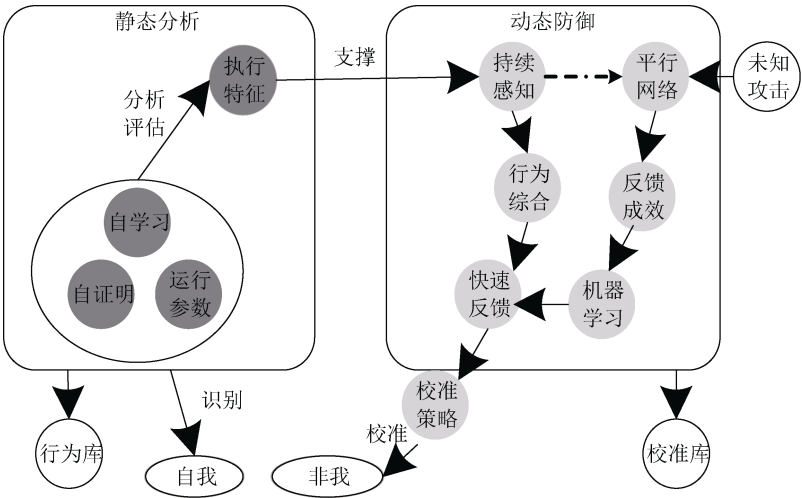 静态分析
动态防御
执行
特征
支撑
持续
感知
平行
网络
未知
攻击
分析
评估
行为
综合
反馈
成效
自学习
自证明
运行
参数
快速
反馈
机器
学习
识别
校准
策略
校准
行为库
自我
非我
校准库